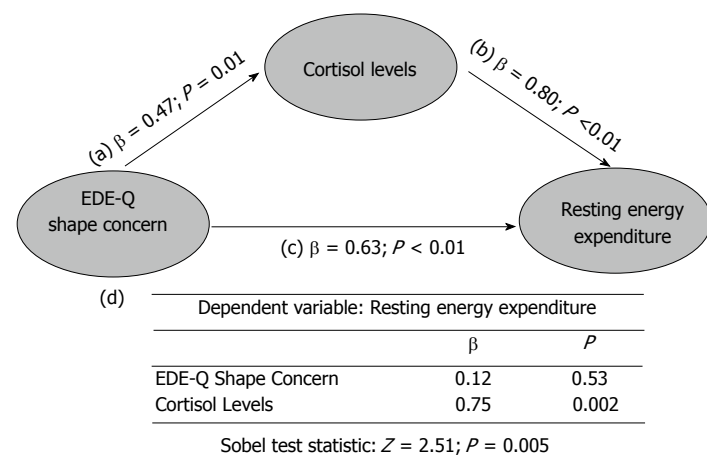 Cortisol levels
(a) β = 0.47; P = 0.01
(b) β = 0.80; P <0.01
EDE-Q
shape concern
Resting energy
expenditure
(c) β = 0.63; P < 0.01
(d)
Dependent variable: Resting energy expenditure
β P
EDE-Q Shape Concern 0.12 0.53
Cortisol Levels 0.75 0.002
Sobel test statistic: Z = 2.51; P = 0.005